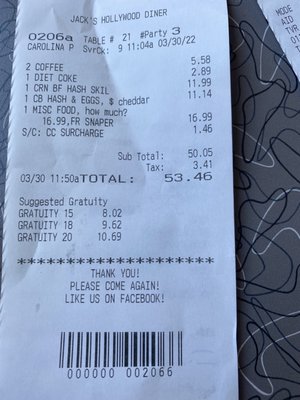 JACK'S HOLLYWOOD DINER
0206a TABLE # 21 #Party 3
CAROLINA P SvrCk: 9 11:04a 03/30/22
2 COFFEE 5.58
1 DIET COKE 2.89
1 CRN BF HASH SKIL 11.99
1 CB HASH & EGGS, $ cheddar 11.14
1 MISC FOOD, how much?
16.99,FR SNAPER 16.99
S/C: CC SURCHARGE 1.46
Sub Total: 50.05
Tax: 3.41
03/30 11:50aTOTAL: 53.46
Suggested Gratuity
GRATUITY 15 8.02
GRATUITY 18 9.62
GRATUITY 20 10.69
****************************************
THANK YOU!
PLEASE COME AGAIN!
LIKE US ON FACEBOOK!
000000 002066
MODE
AID
TVR